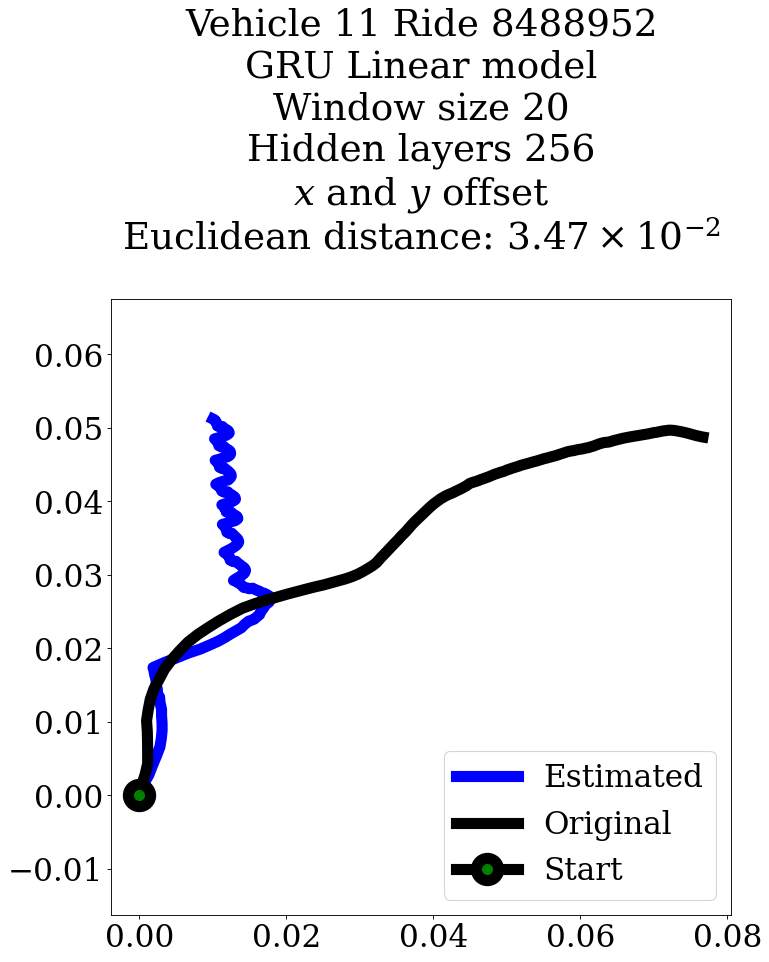 Vehicle 11 Ride 8488952
GRU Linear model
Window size 20
Hidden layers 256
x and y offset
Euclidean distance: 3.47 × 10⁻²
0.06
0.05
0.04
0.03
0.02
0.01
0.00
−0.01
Estimated
Original
Start
0.00 0.02 0.04 0.06 0.08